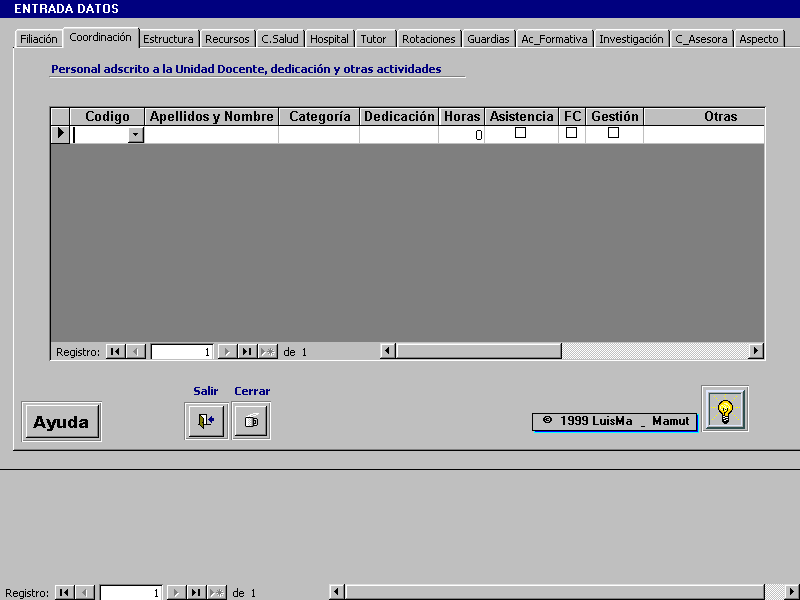 ENTRADA DATOS
Filiación Coordinación Estructura Recursos C.Salud Hospital Tutor Rotaciones Guardias Ac_Formativa Investigación C_Asesora Aspecto
Personal adscrito a la Unidad Docente, dedicación y otras actividades
Codigo Apellidos y Nombre Categoría Dedicación Horas Asistencia FC Gestión Otras
0
Registro: 1 de 1
Salir Cerrar
Ayuda
© 1999 LuisMa _ Mamut
Registro: 1 de 1